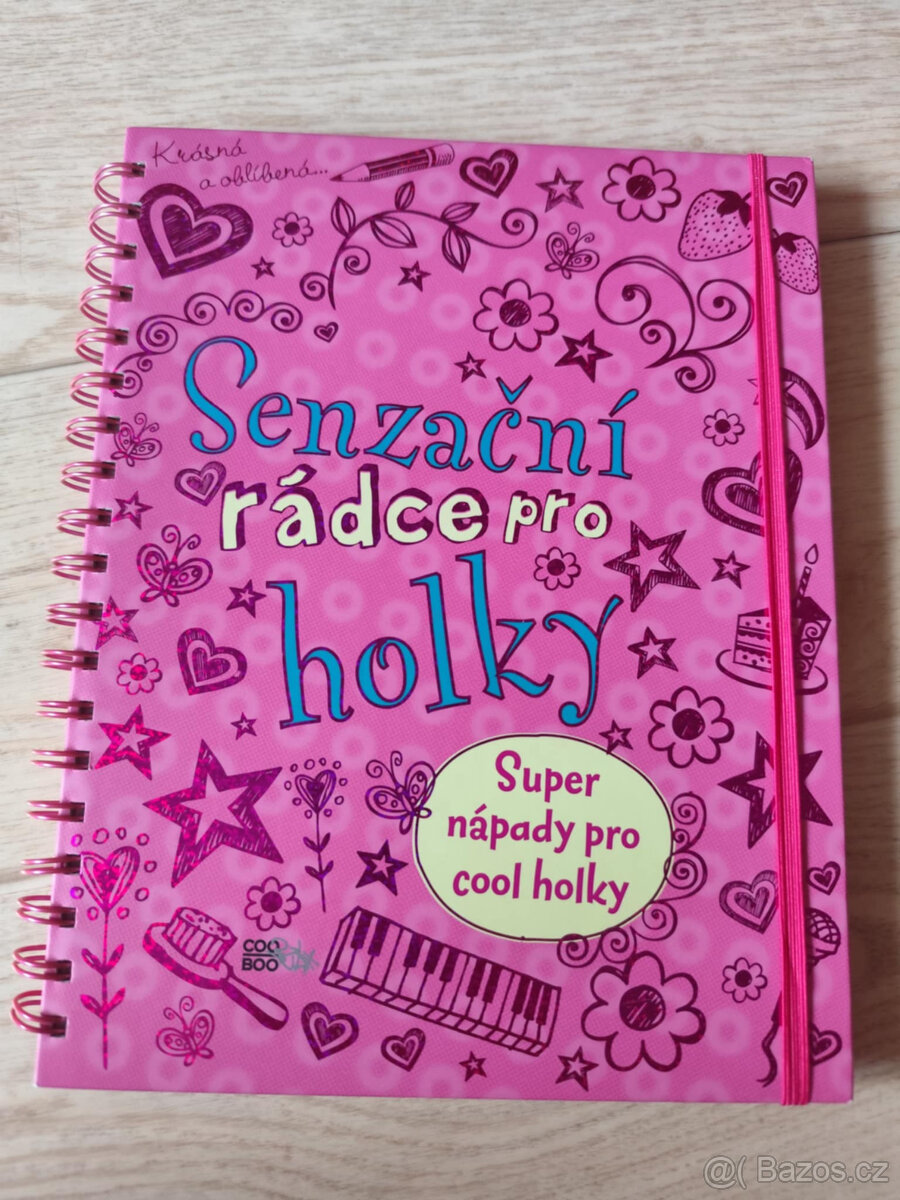 Krásná
a oblíbená...
Senzační
rádce pro
holky
Super
nápady pro
cool holky
COO
BOO
@( Bazos.cz